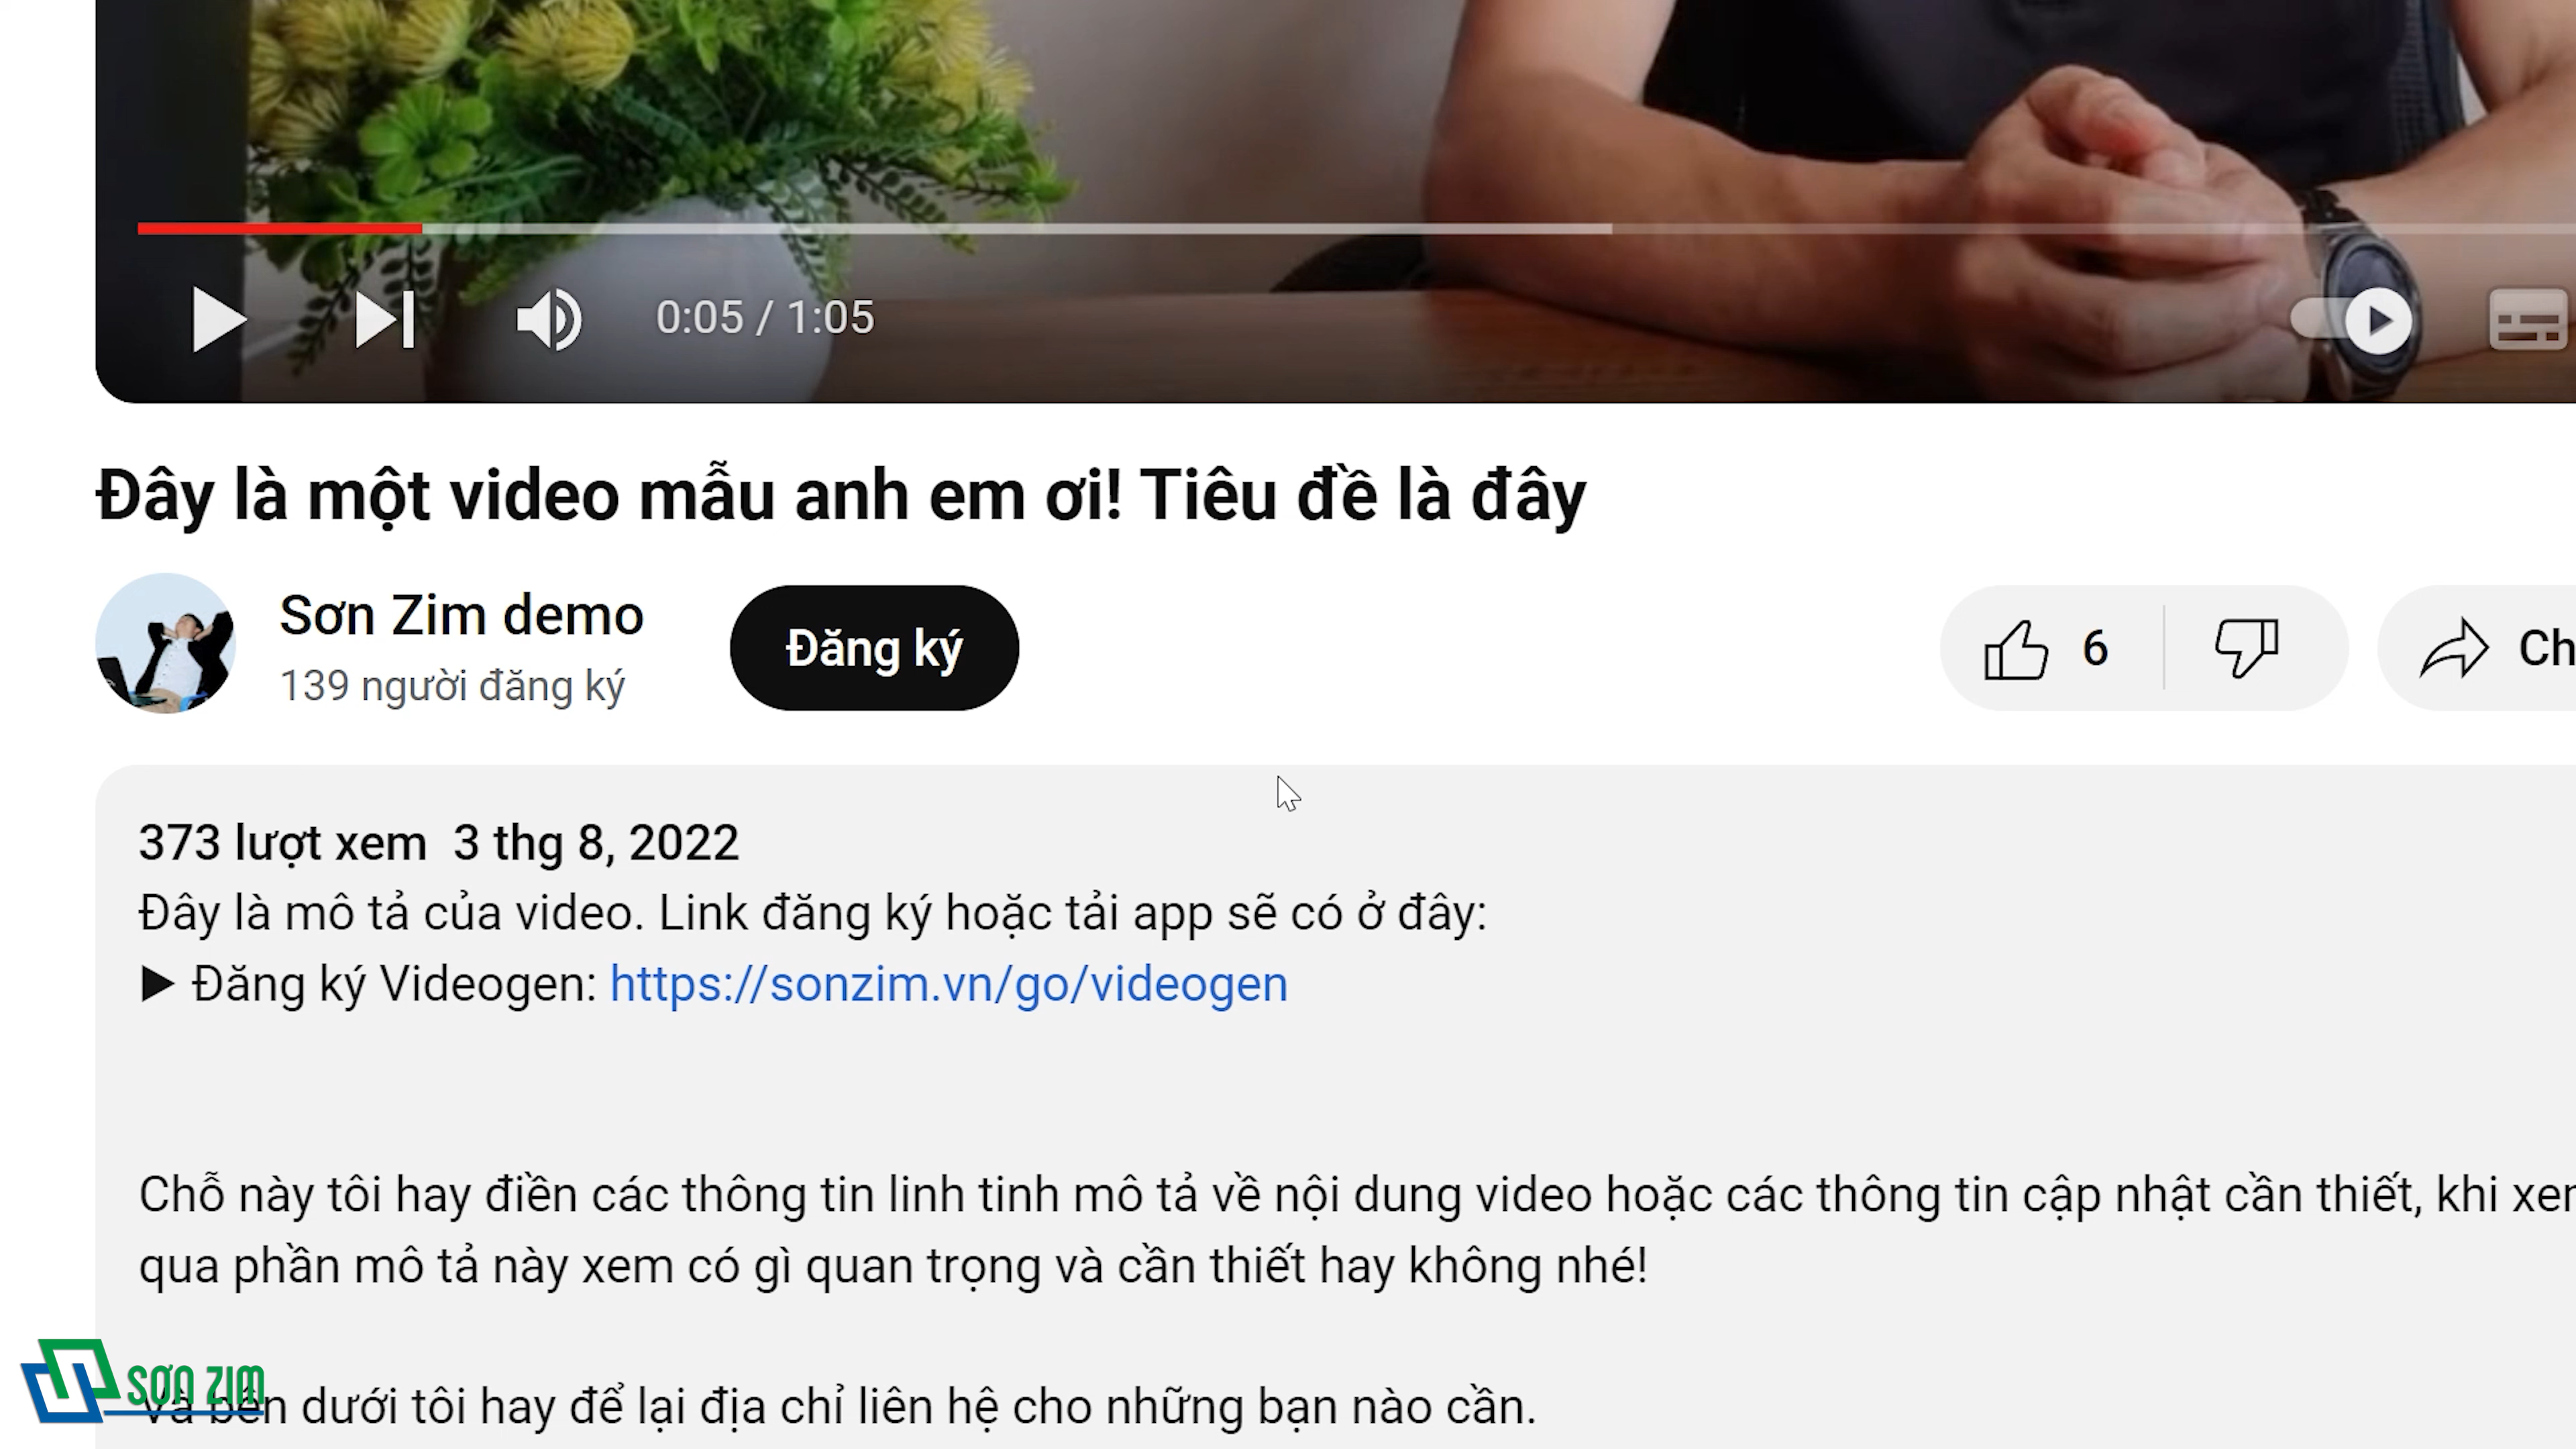 0:05 / 1:05
Đây là một video mẫu anh em ơi! Tiêu đề là đây
Sơn Zim demo
139 người đăng ký
Đăng ký
6
Ch
373 lượt xem 3 thg 8, 2022
Đây là mô tả của video. Link đăng ký hoặc tải app sẽ có ở đây:
▶ Đăng ký Videogen: https://sonzim.vn/go/videogen
Chỗ này tôi hay điền các thông tin linh tinh mô tả về nội dung video hoặc các thông tin cập nhật cần thiết, khi xem
qua phần mô tả này xem có gì quan trọng và cần thiết hay không nhé!
SƠN ZIM
Và bên dưới tôi hay để lại địa chỉ liên hệ cho những bạn nào cần.